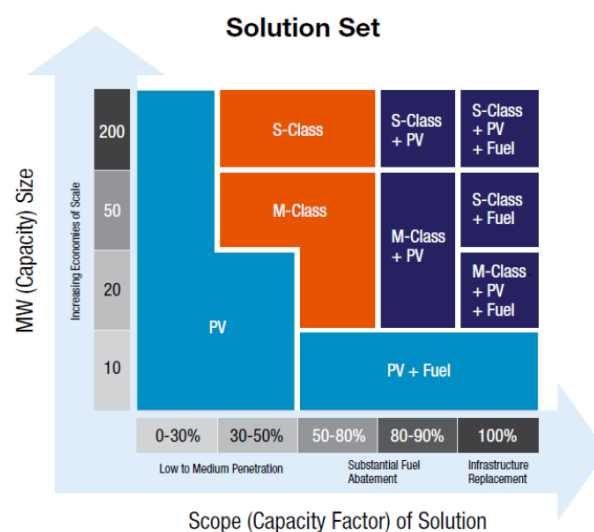 Solution Set
MW (Capacity) Size
Increasing Economies of Scale
200
50
20
10
S-Class
S-Class
+ PV
S-Class
+ PV
+ Fuel
M-Class
M-Class
+ PV
S-Class
+ Fuel
M-Class
+ PV
+ Fuel
PV
PV + Fuel
0-30%
30-50%
50-80%
80-90%
100%
Low to Medium Penetration
Substantial Fuel
Abatement
Infrastructure
Replacement
Scope (Capacity Factor) of Solution